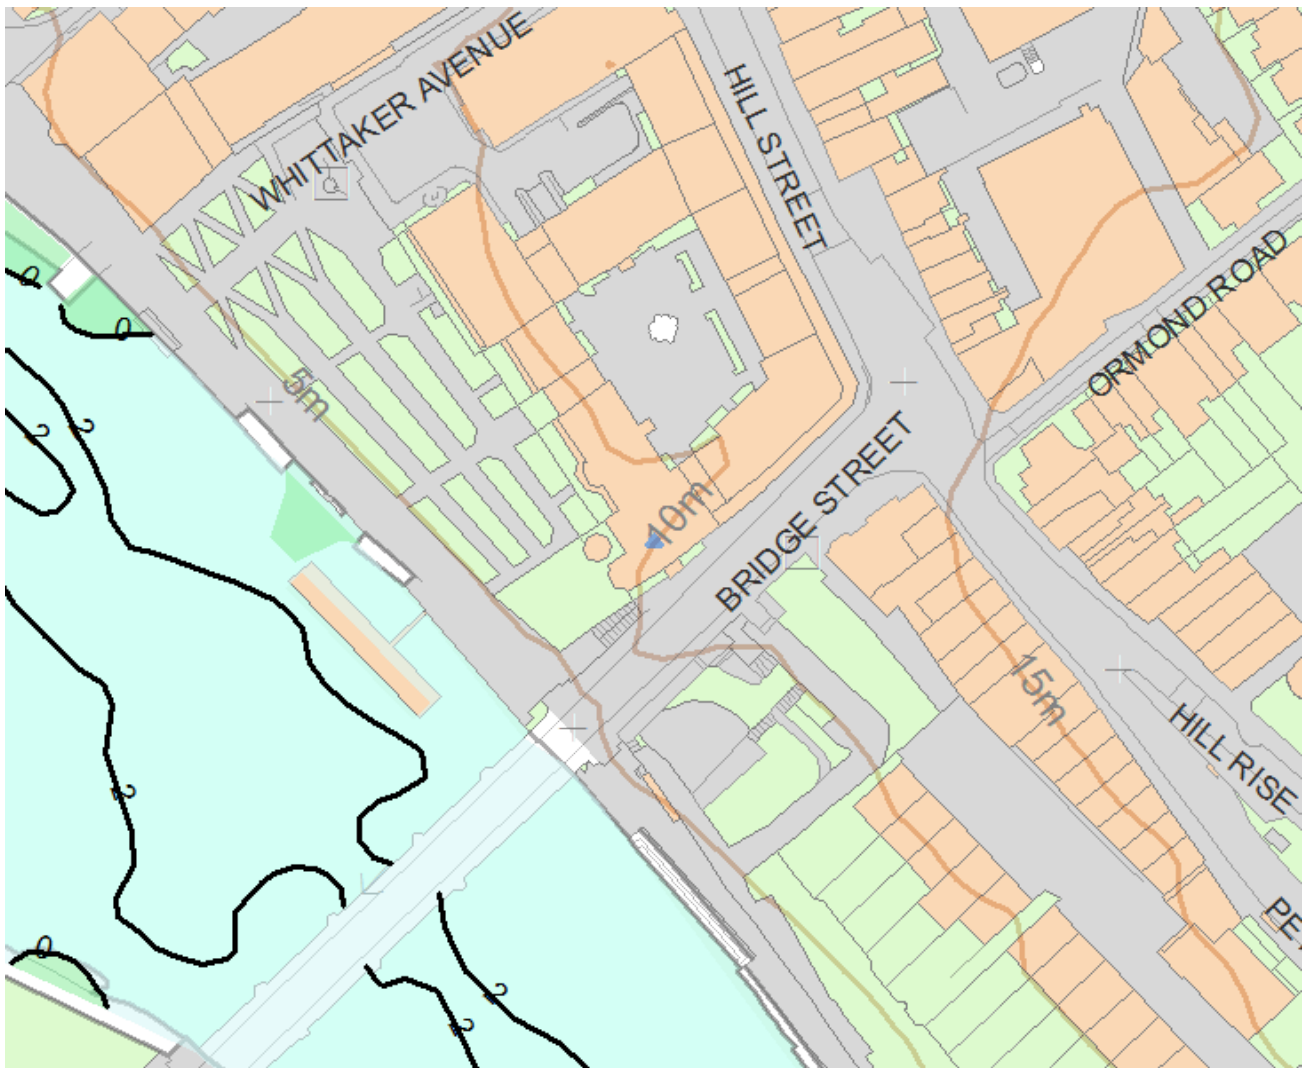 WHITTAKER AVENUE
HILL STREET
0
0
ORMOND ROAD
5m
2
2
10m
BRIDGE STREET
15m
HILL RISE
2
0
2
2